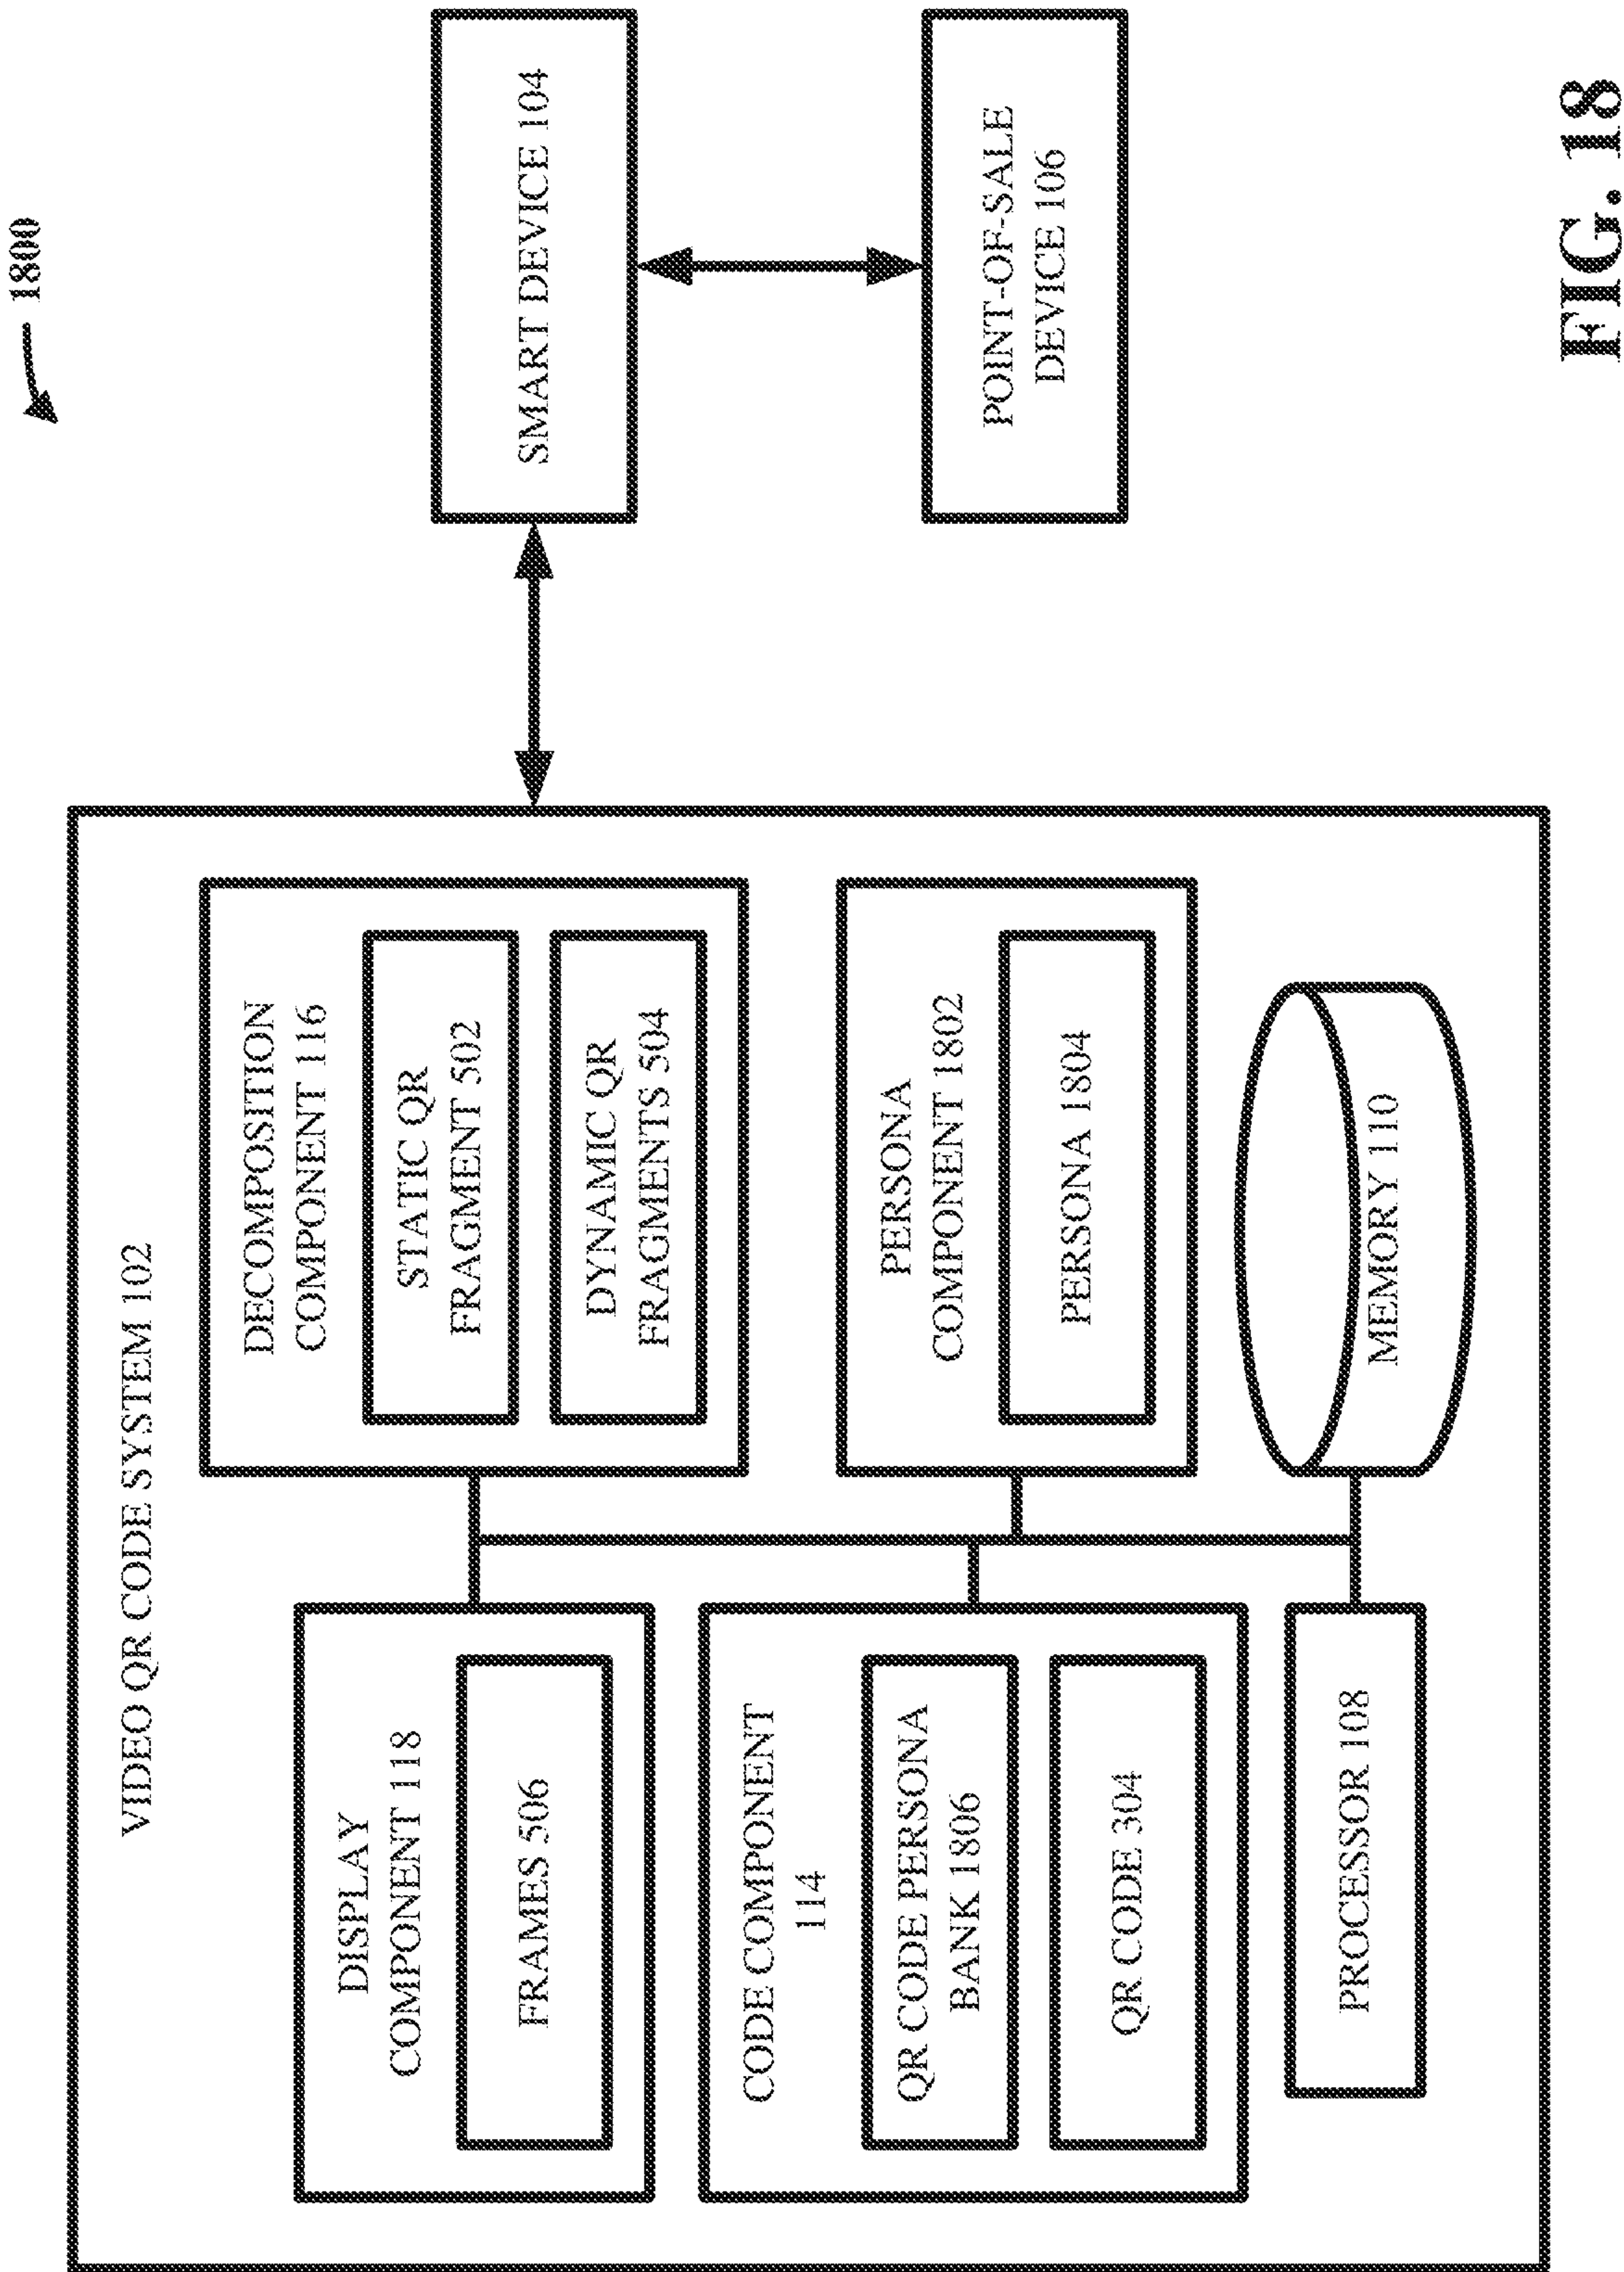 1800
VIDEO QR CODE SYSTEM 102
DISPLAY
COMPONENT 118
FRAMES 506
CODE COMPONENT
114
QR CODE PERSONA
BANK 1806
QR CODE 304
PROCESSOR 108
DECOMPOSITION
COMPONENT 116
STATIC QR
FRAGMENT 502
DYNAMIC QR
FRAGMENTS 504
PERSONA
COMPONENT 1802
PERSONA 1804
MEMORY 110
SMART DEVICE 104
POINT-OF-SALE
DEVICE 106
FIG. 18